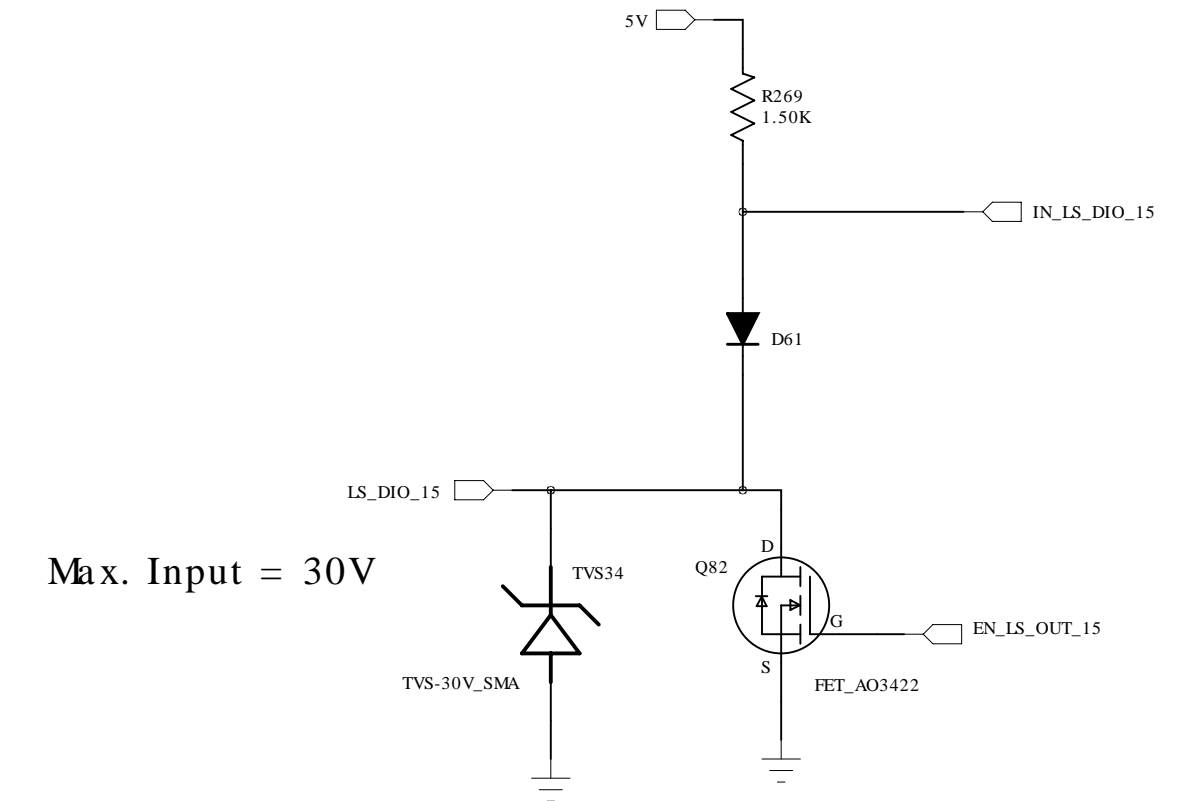 5V
R269
1.50K
IN_LS_DIO_15
D61
LS_DIO_15
D
Q82
TVS34
Max. Input = 30V
G
EN_LS_OUT_15
S
TVS-30V_SMA
FET_AO3422